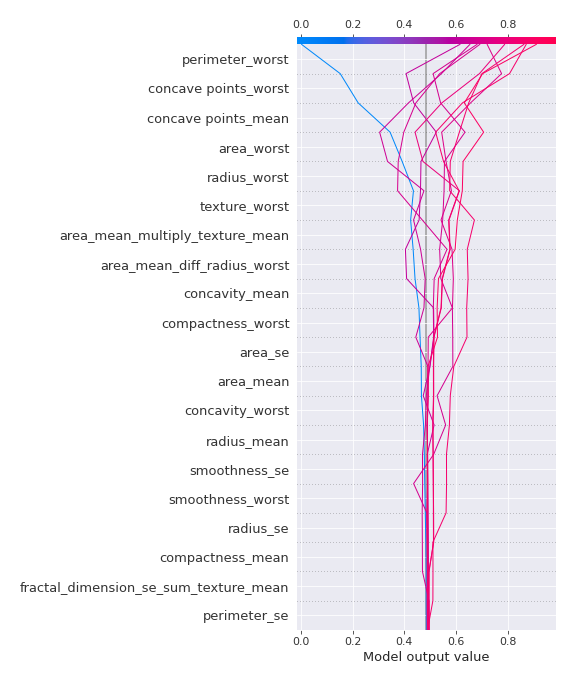 0.0 0.2 0.4 0.6 0.8
perimeter_worst
concave points_worst
concave points_mean
area_worst
radius_worst
texture_worst
area_mean_multiply_texture_mean
area_mean_diff_radius_worst
concavity_mean
compactness_worst
area_se
area_mean
concavity_worst
radius_mean
smoothness_se
smoothness_worst
radius_se
compactness_mean
fractal_dimension_se_sum_texture_mean
perimeter_se
0.0 0.2 0.4 0.6 0.8
Model output value